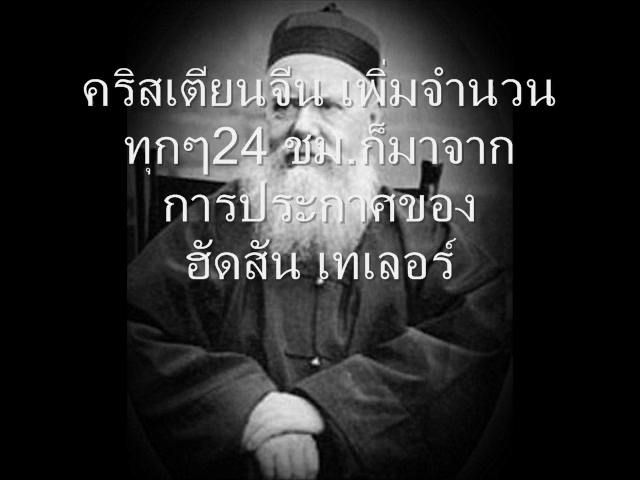 คริสเตียนจีน เพิ่มจำนวน
ทุกๆ24 ชม.ก็มาจาก
การประกาศของ
ฮัดสัน เทเลอร์